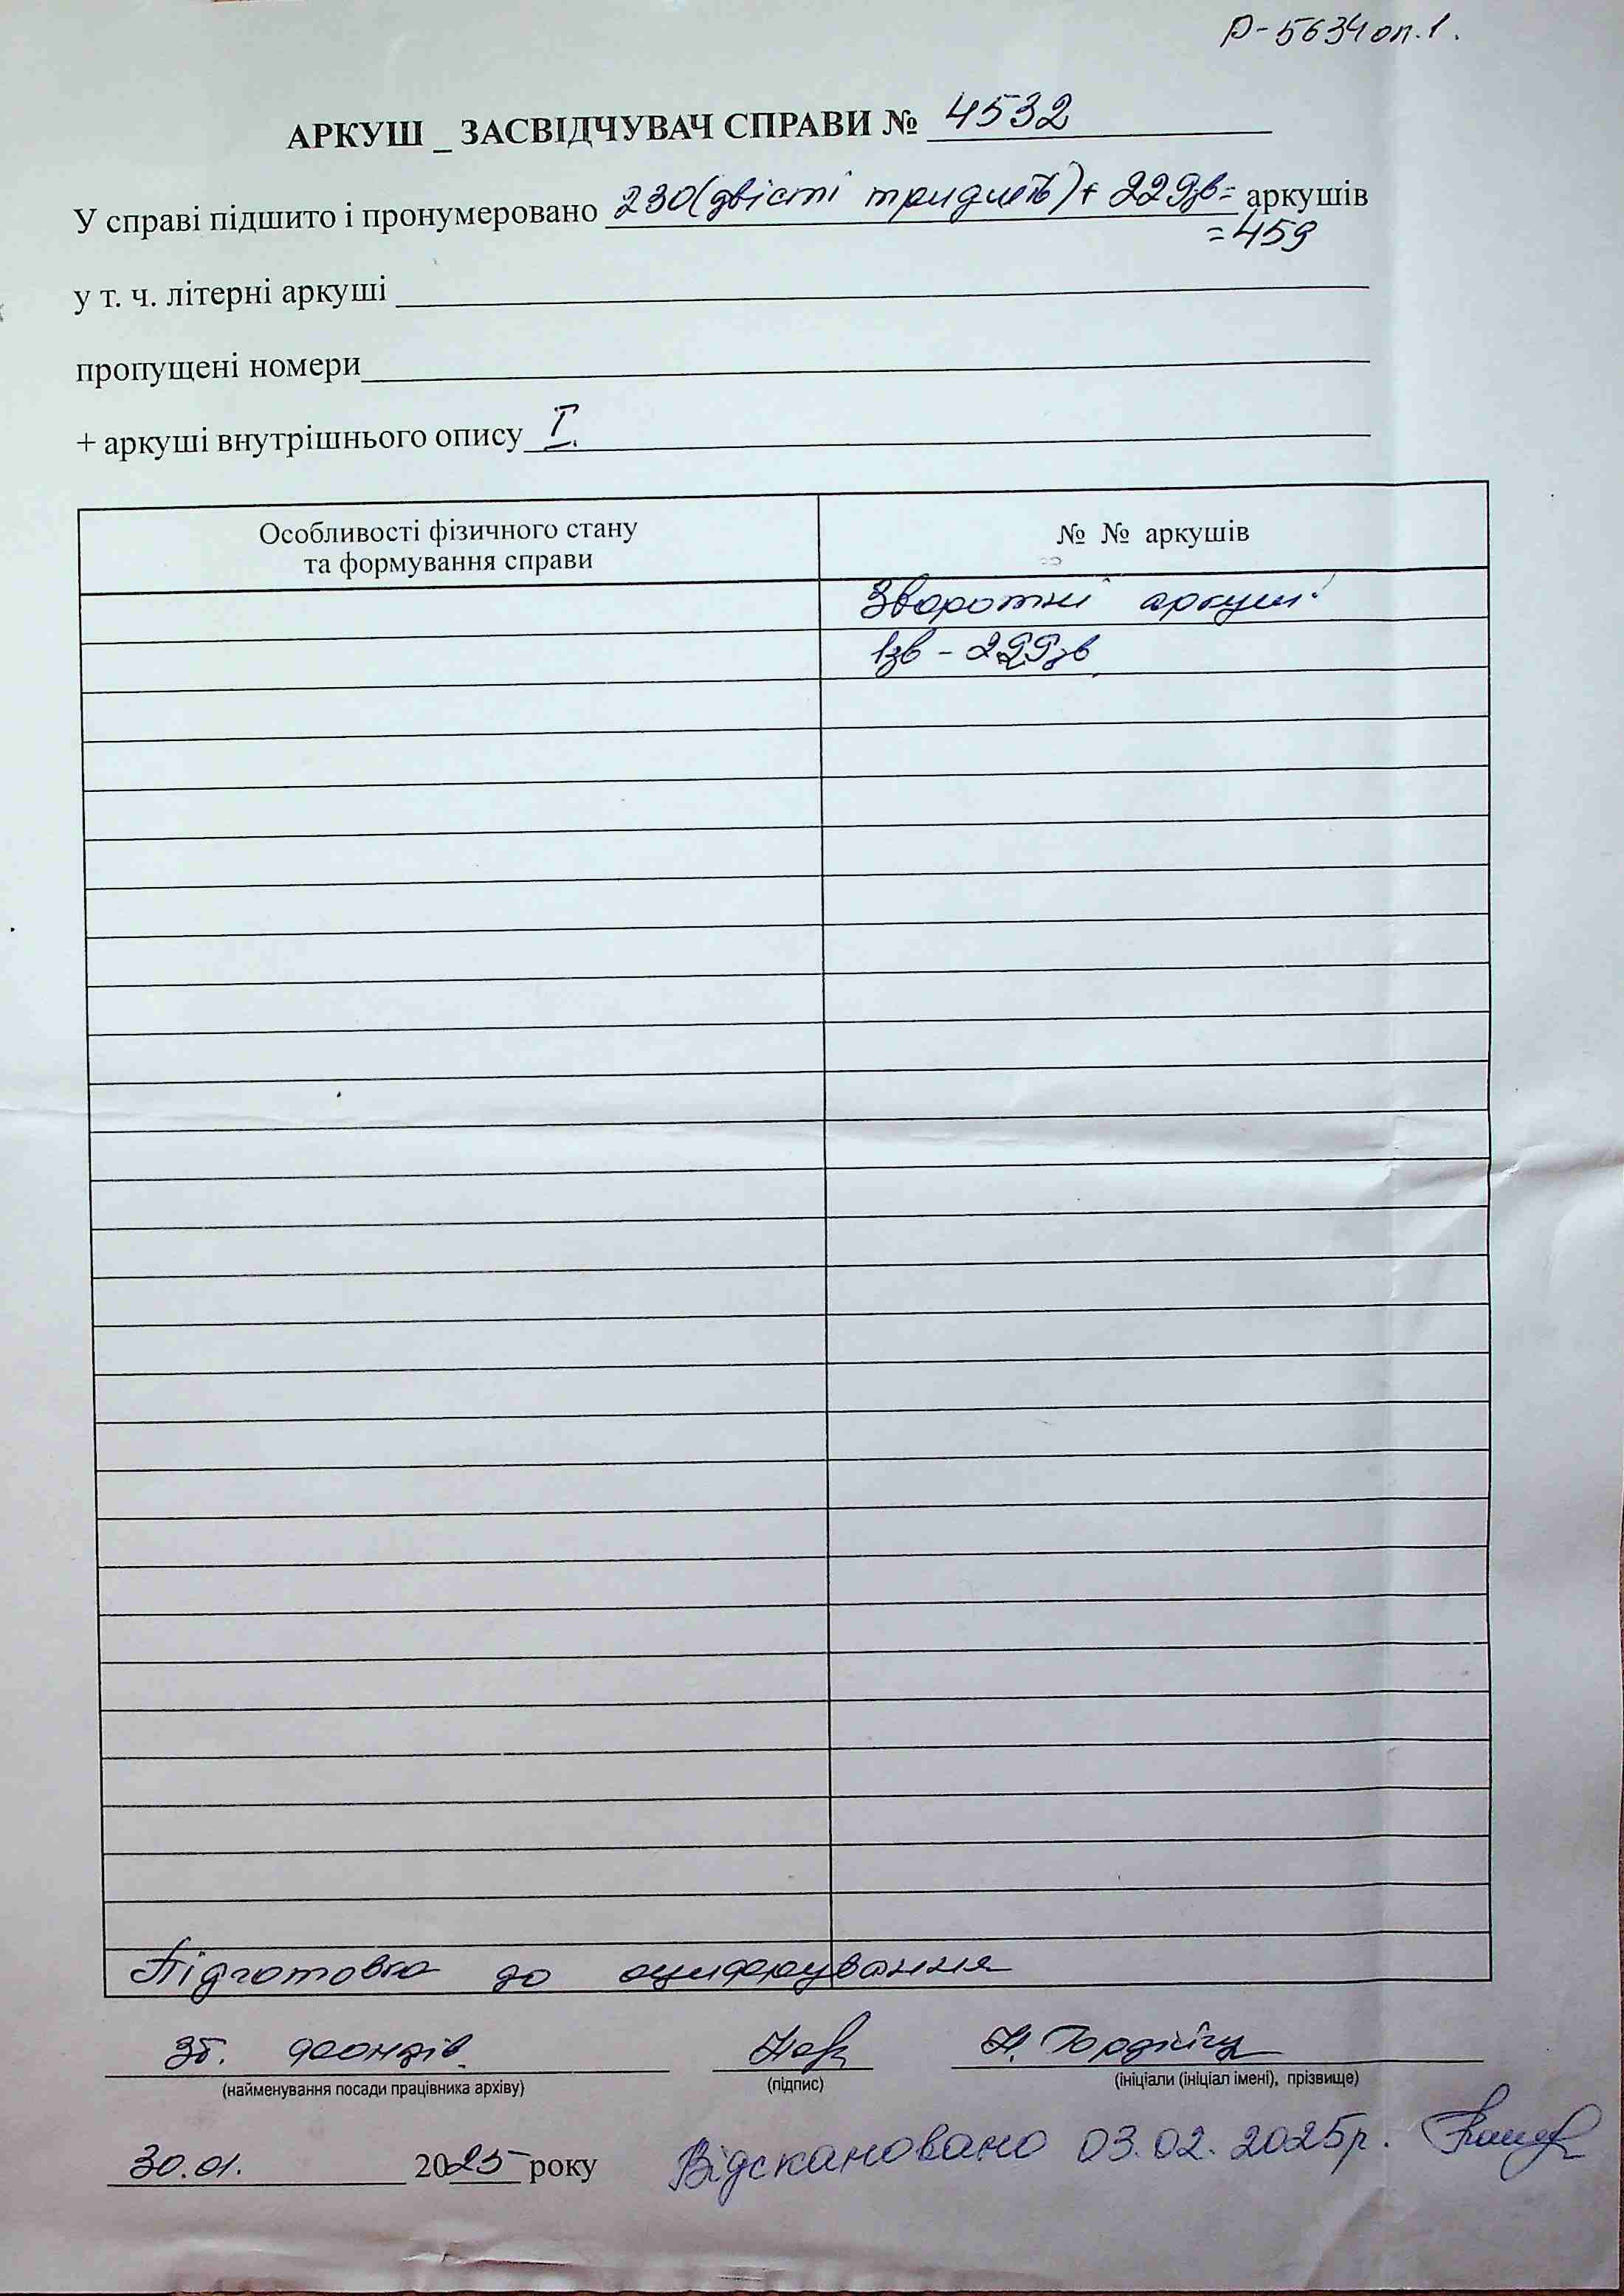 Р-5634 оп.1.
АРКУШ _ ЗАСВІДЧУВАЧ СПРАВИ № 4532
У справі підшито і пронумеровано 230 (двісті тридцять) + 229зв= аркушів
=459
у т. ч. літерні аркуші
пропущені номери
+ аркуші внутрішнього опису I.
Особливості фізичного стану
та формування справи
№ № аркушів
Зворотні аркуші
1зв - 229зв
Підготовка до оцифрування
зб. фондів
(найменування посади працівника архіву)
(підпис)
Н. Гордієць
(ініціали (ініціал імені), прізвище)
30.01. 2025 року
Відскановано 03.02.2025р.